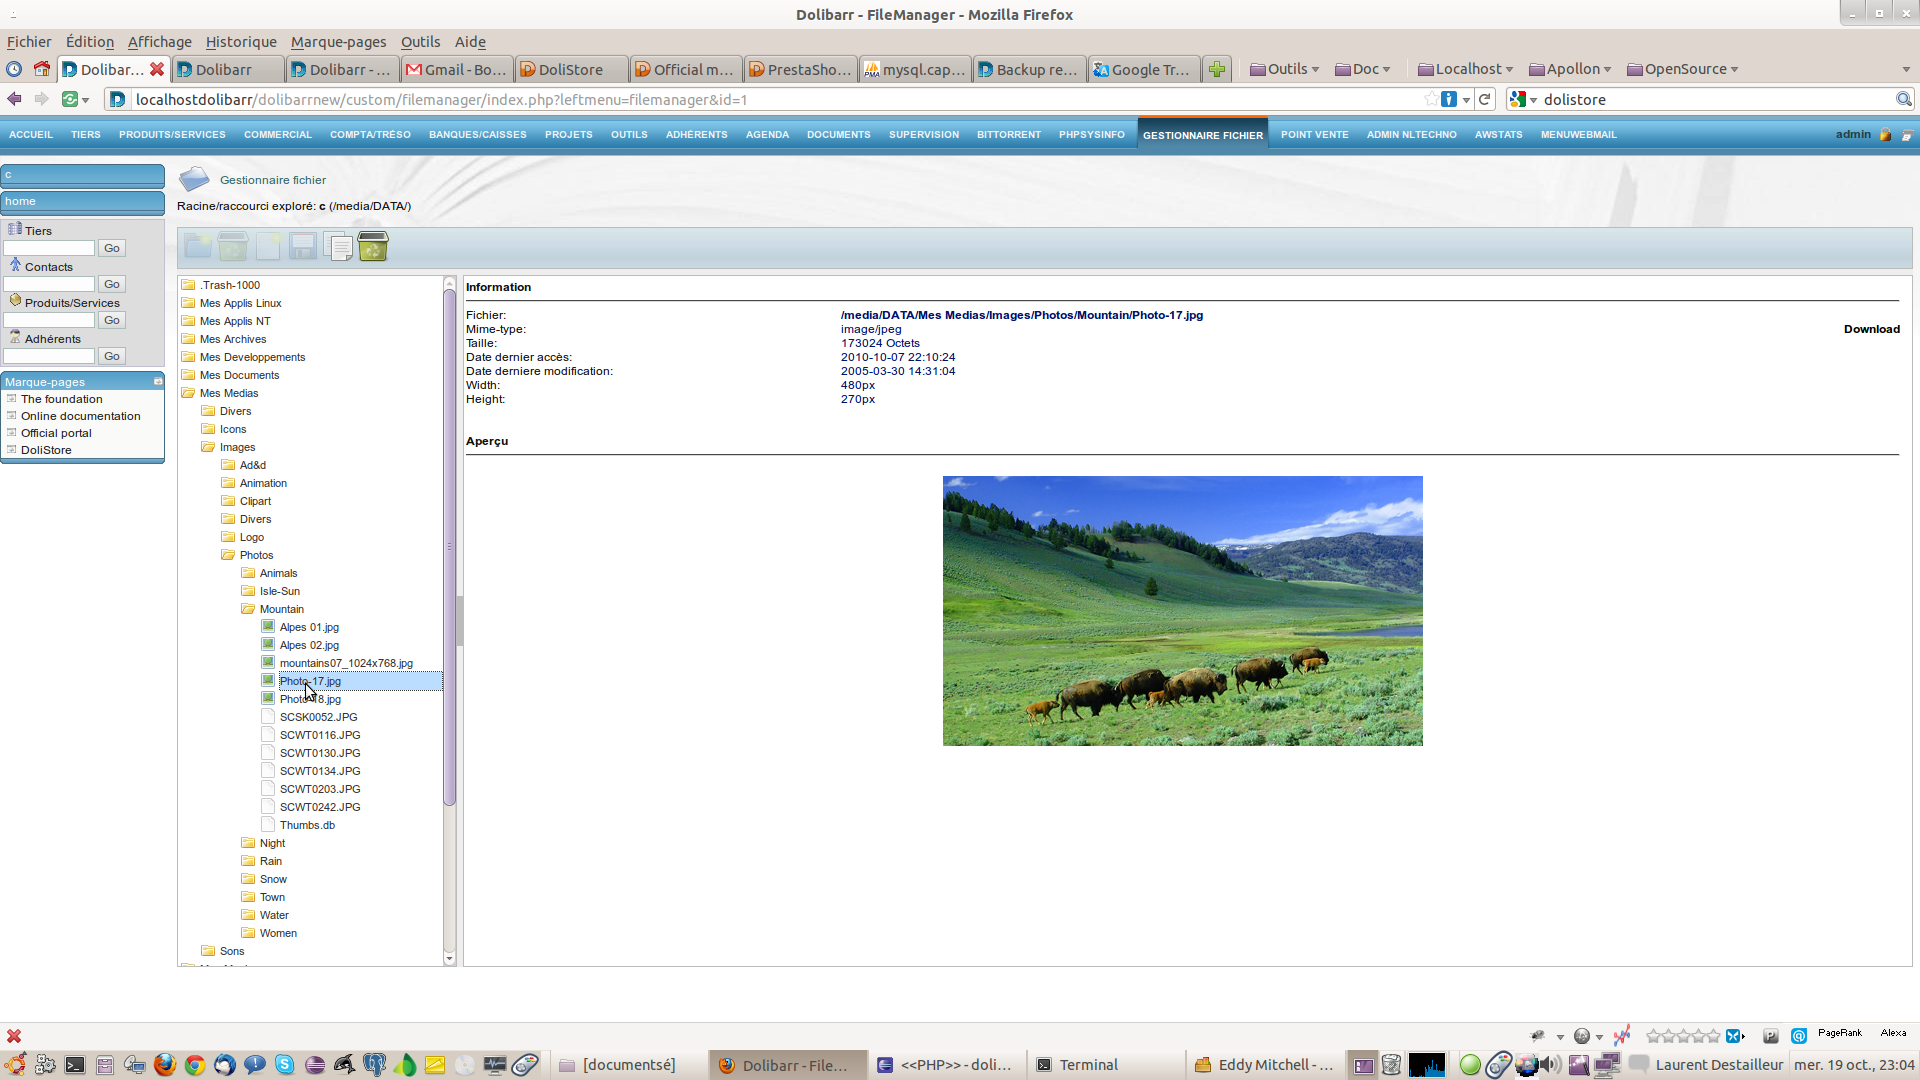 Dolibarr - FileManager - Mozilla Firefox
Fichier Édition Affichage Historique Marque-pages Outils Aide
Dolibar... Dolibarr Dolibarr - ... Gmail - Bo... DoliStore Official m... PrestaSho... mysql.cap... Backup re... Google Tr... Outils Doc Localhost Apollon OpenSource
localhostdolibarr/dolibarrnew/custom/filemanager/index.php?leftmenu=filemanager&id=1 dolistore
ACCUEIL TIERS PRODUITS/SERVICES COMMERCIAL COMPTA/TRÉSO BANQUES/CAISSES PROJETS OUTILS ADHÉRENTS AGENDA DOCUMENTS SUPERVISION BITTORRENT PHPSYSINFO GESTIONNAIRE FICHIER POINT VENTE ADMIN NLTECHNO AWSTATS MENUWEBMAIL admin
c
home
Tiers
Go
Contacts
Go
Produits/Services
Go
Adhérents
Go
Marque-pages
The foundation
Online documentation
Official portal
DoliStore
Gestionnaire fichier
Racine/raccourci exploré: c (/media/DATA/)
.Trash-1000
Mes Applis Linux
Mes Applis NT
Mes Archives
Mes Developpements
Mes Documents
Mes Medias
Divers
Icons
Images
Ad&d
Animation
Clipart
Divers
Logo
Photos
Animals
Isle-Sun
Mountain
Alpes 01.jpg
Alpes 02.jpg
mountains07_1024x768.jpg
Photo-17.jpg
Photo-18.jpg
SCSK0052.JPG
SCWT0116.JPG
SCWT0130.JPG
SCWT0134.JPG
SCWT0203.JPG
SCWT0242.JPG
Thumbs.db
Night
Rain
Snow
Town
Water
Women
Sons
Information
Fichier: /media/DATA/Mes Medias/Images/Photos/Mountain/Photo-17.jpg
Mime-type: image/jpeg Download
Taille: 173024 Octets
Date dernier accès: 2010-10-07 22:10:24
Date derniere modification: 2005-03-30 14:31:04
Width: 480px
Height: 270px
Aperçu
PageRank Alexa
[documentsé] Dolibarr - File... <<PHP>> - doli... Terminal Eddy Mitchell - ... Laurent Destailleur mer. 19 oct., 23:04